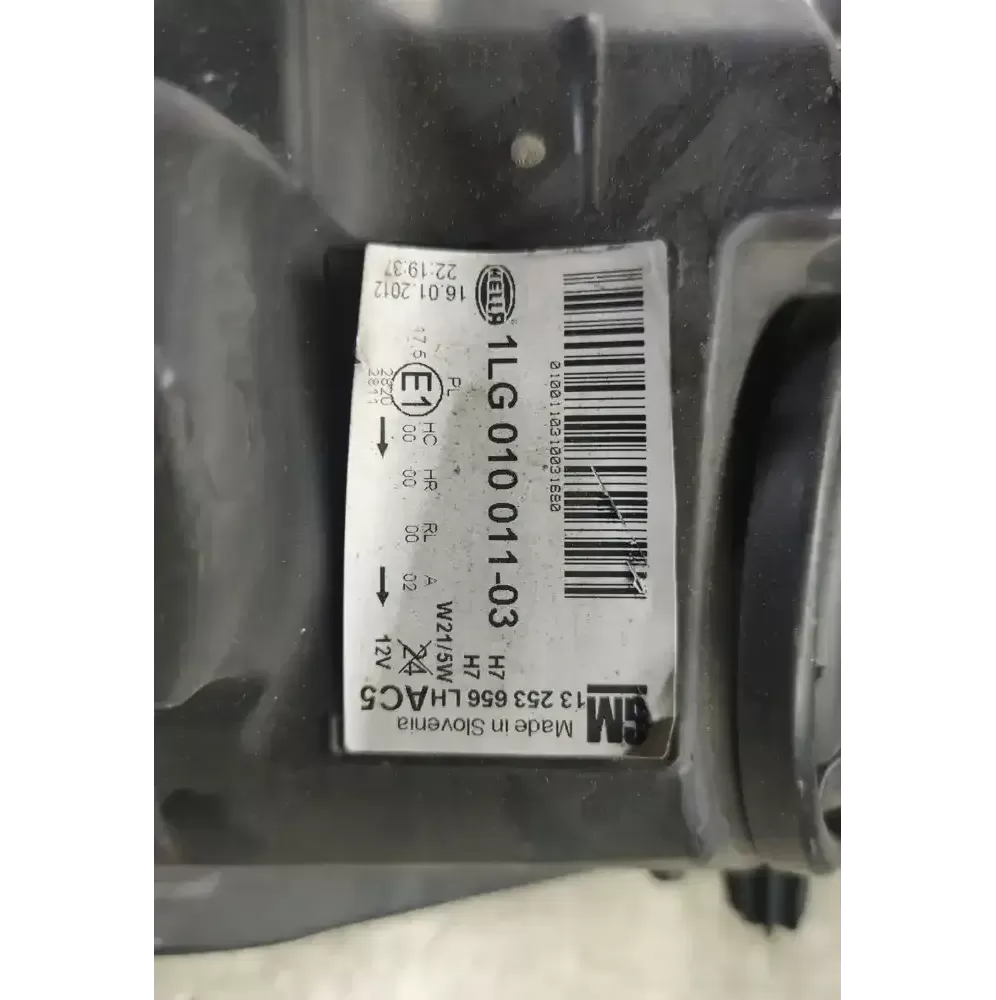 HELLA
1LG 010 011-03
0100110310031680
16.01.2012
22:19:37
17.5
E1
2820
2811
PL
HC HR RL A
00 00 00 02
W21/5W
H7
H7
24
12V
GM
13 253 656 LH AC5
Made in Slovenia